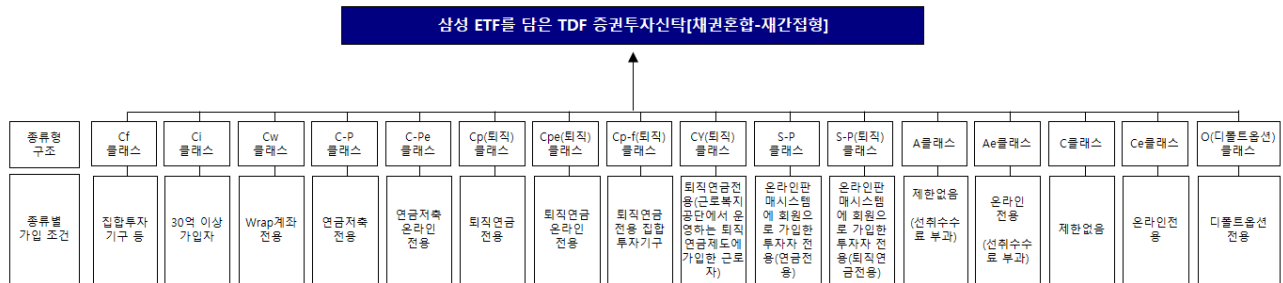 삼성 ETF를 담은 TDF 증권투자신탁[채권혼합-재간접형]
종류형
구조
Cf
클래스
Ci
클래스
Cw
클래스
C-P
클래스
C-Pe
클래스
Cp(퇴직)
클래스
Cpe(퇴직)
클래스
Cp-f(퇴직)
클래스
CY(퇴직)
클래스
S-P
클래스
S-P(퇴직)
클래스
A클래스
Ae클래스
C클래스
Ce클래스
O(디폴트옵션)
클래스
종류별
가입 조건
집합투자
기구 등
30억 이상
가입자
Wrap계좌
전용
연금저축
전용
연금저축
온라인
전용
퇴직연금
전용
퇴직연금
온라인
전용
퇴직연금
전용 집합
투자기구
퇴직연금전
용(근로복지
공단에서 운
영하는 퇴직
연금제도에
가입한 근로
자)
온라인판
매시스템
에 회원으
로 가입한
투자자 전
용(연금전
용)
온라인판
매시스템
에 회원으
로 가입한
투자자 전
용(퇴직연
금전용)
제한없음
(선취수수
료 부과)
온라인
전용
(선취수수
료 부과)
제한없음
온라인전
용
디폴트옵션
전용